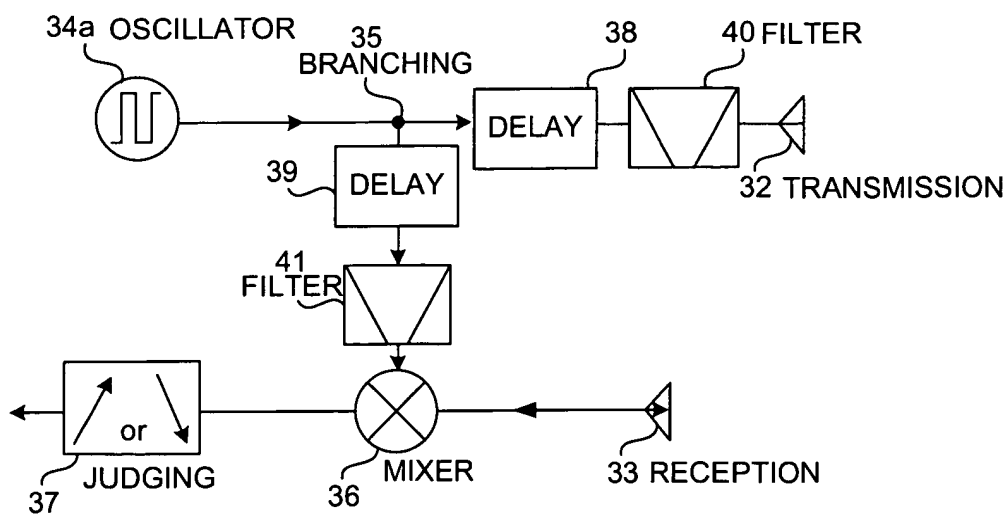 34a OSCILLATOR
35
BRANCHING
38
40 FILTER
DELAY
32 TRANSMISSION
39
DELAY
41
FILTER
or
37 JUDGING
36 MIXER
33 RECEPTION